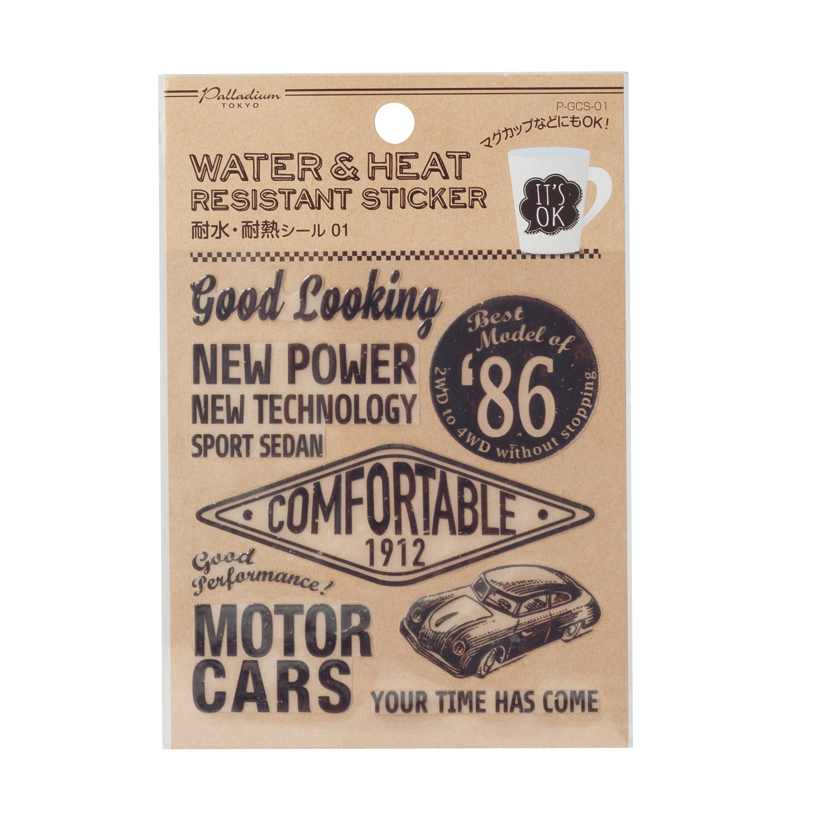 Palladium
TOKYO
P-GCS-01
マグカップなどにもOK!
WATER & HEAT
RESISTANT STICKER
耐水・耐熱シール 01
IT'S
OK
Good Looking
NEW POWER
NEW TECHNOLOGY
SPORT SEDAN
Best
Model of
'86
2WD to 4WD without stopping
COMFORTABLE
1912
Good
Performance!
MOTOR
CARS
YOUR TIME HAS COME